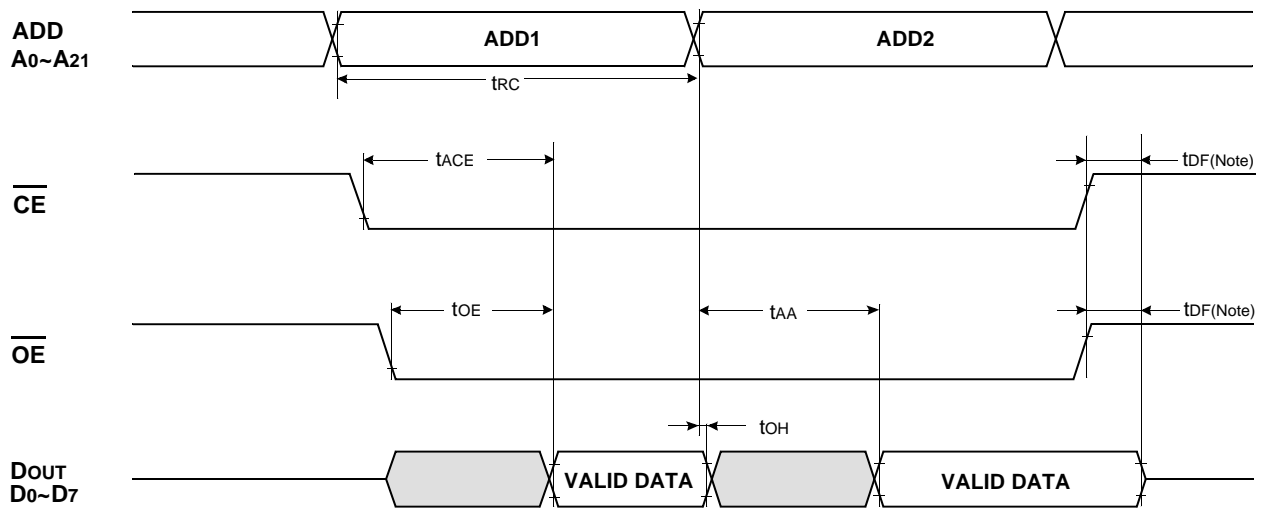 ADD
A0~A21
ADD1
ADD2
tRC
tACE
tDF(Note)
CE
tOE
tAA
tDF(Note)
OE
tOH
DOUT
D0~D7
VALID DATA
VALID DATA